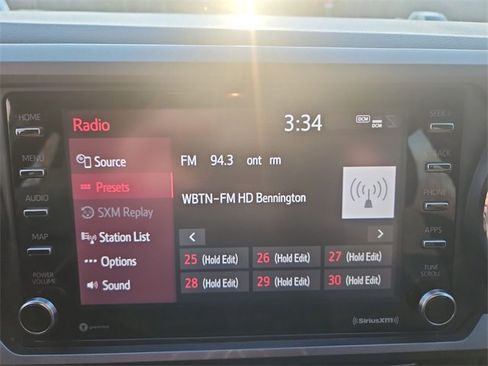 HOME
MENU
AUDIO
MAP
POWER
VOLUME
Radio
3:34
DCM
DCM
Source
Presets
SXM Replay
Station List
Options
Sound
FM 94.3 ont rm
WBTN-FM HD Bennington
< >
25 (Hold Edit) 26 (Hold Edit) 27 (Hold Edit)
28 (Hold Edit) 29 (Hold Edit) 30 (Hold Edit)
SiriusXM
SEEK
TRACK
PHONE
APPS
TUNE
SCROLL